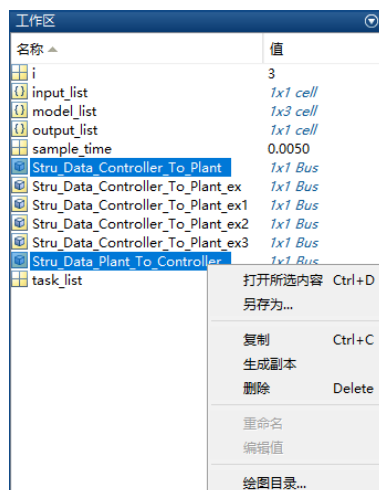 工作区
名称 值
i 3
input_list 1x1 cell
model_list 1x3 cell
output_list 1x1 cell
sample_time 0.0050
Stru_Data_Controller_To_Plant 1x1 Bus
Stru_Data_Controller_To_Plant_ex 1x1 Bus
Stru_Data_Controller_To_Plant_ex1 1x1 Bus
Stru_Data_Controller_To_Plant_ex2 1x1 Bus
Stru_Data_Controller_To_Plant_ex3 1x1 Bus
Stru_Data_Plant_To_Controller 1x1 Bus
task_list
打开所选内容 Ctrl+D
另存为...
复制 Ctrl+C
生成副本
删除 Delete
重命名
编辑值
绘图目录...